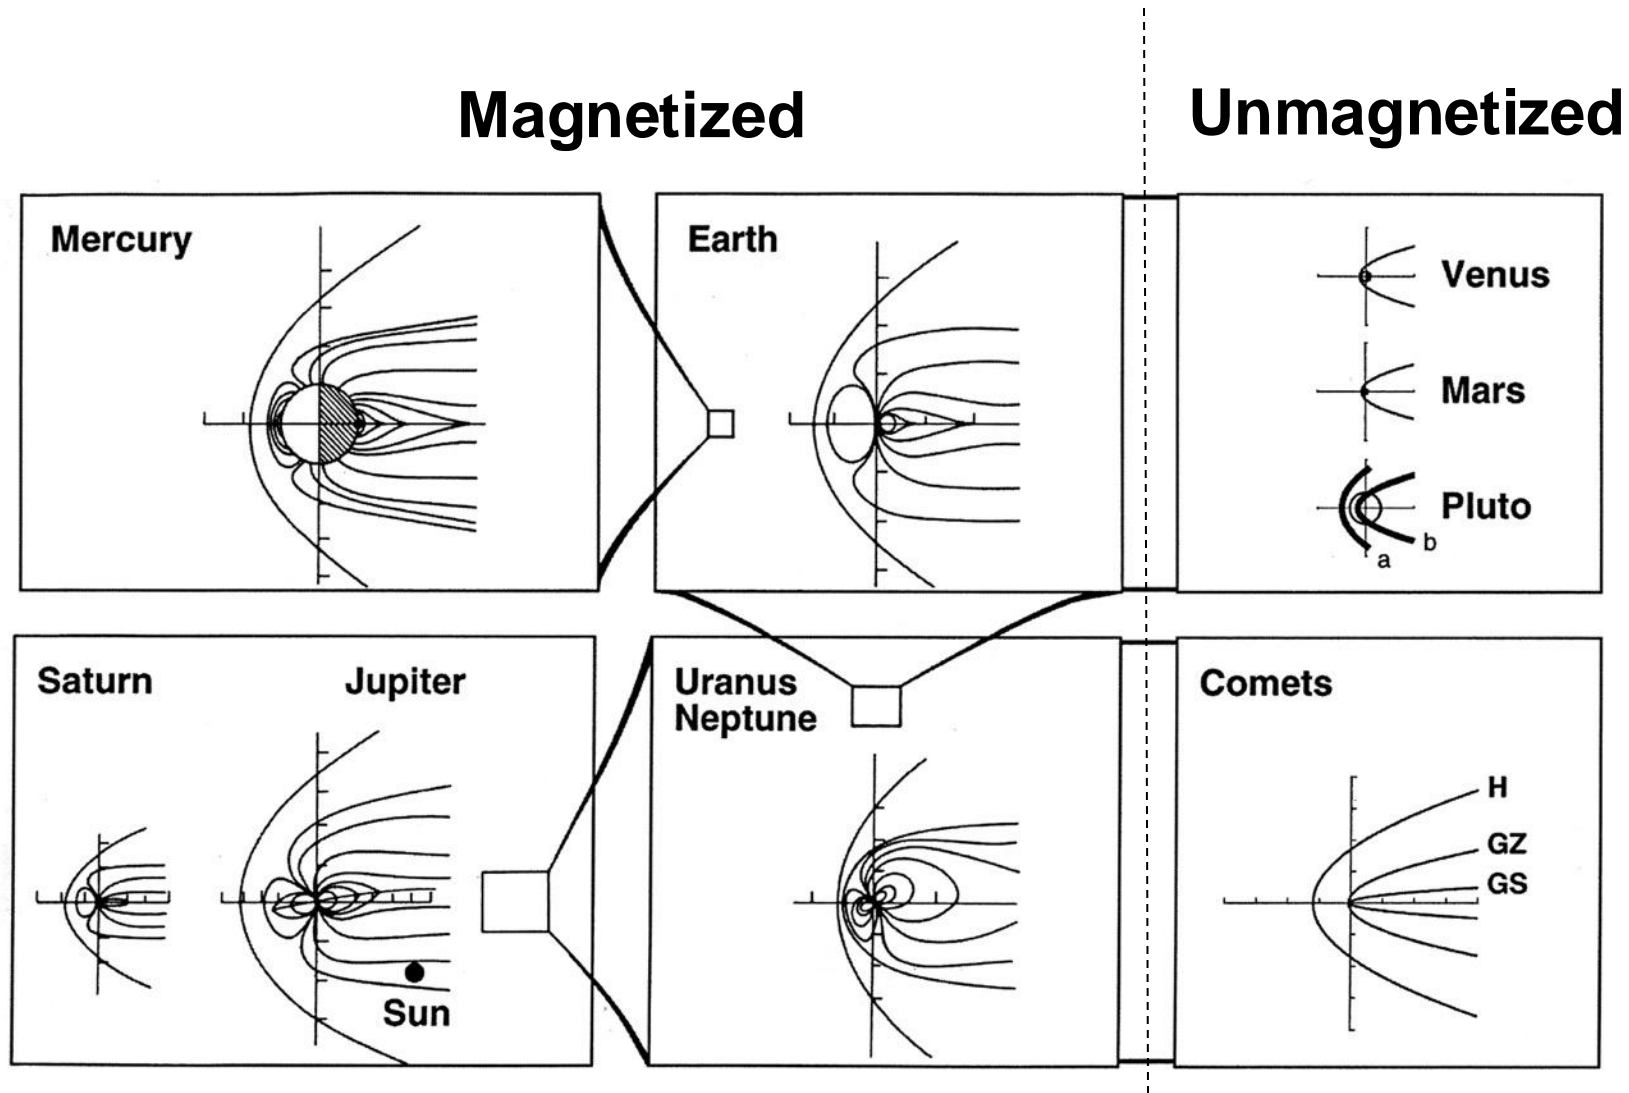 Magnetized
Unmagnetized
Mercury
Earth
Venus
Mars
Pluto
a
b
Saturn
Jupiter
Sun
Uranus
Neptune
Comets
H
GZ
GS